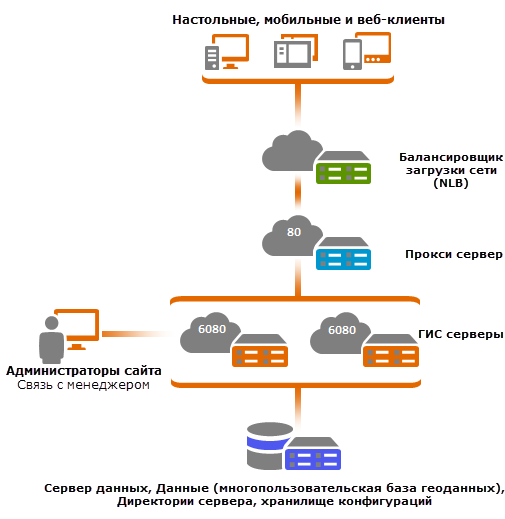 Настольные, мобильные и веб-клиенты
Балансировщик
загрузки сети
(NLB)
80
Прокси сервер
6080
6080
ГИС серверы
Администраторы сайта
Связь с менеджером
Сервер данных, Данные (многопользовательская база геоданных),
Директории сервера, хранилище конфигураций